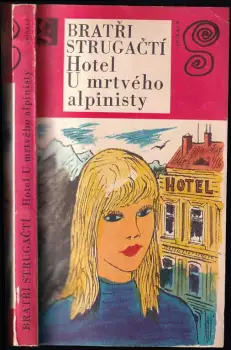 BRATŘI
STRUGAČTÍ
Hotel
U mrtvého
alpinisty
HOTEL
BRATŘI STRUGAČTÍ Hotel U mrtvého alpinisty